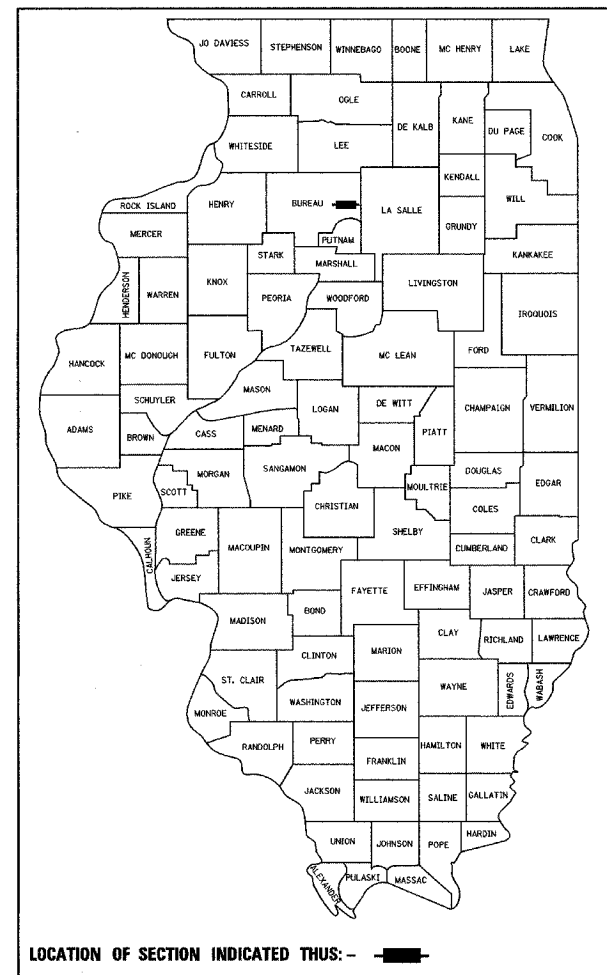 JO DAVIESS STEPHENSON WINNEBAGO BOONE MC HENRY LAKE
CARROLL OGLE DE KALB KANE DU PAGE COOK
WHITESIDE LEE
KENDALL WILL
ROCK ISLAND HENRY BUREAU LA SALLE GRUNDY
MERCER PUTNAM
STARK MARSHALL KANKAKEE
HENDERSON WARREN KNOX PEORIA WOODFORD LIVINGSTON IROQUOIS
HANCOCK MC DONOUGH FULTON TAZEWELL MC LEAN FORD
MASON
SCHUYLER LOGAN DE WITT CHAMPAIGN VERMILION
ADAMS BROWN CASS MENARD MACON PIATT
MORGAN SANGAMON DOUGLAS EDGAR
PIKE SCOTT MOULTRIE
CHRISTIAN COLES
GREENE SHELBY
CALHOUN MACOUPIN MONTGOMERY CUMBERLAND CLARK
JERSEY FAYETTE EFFINGHAM JASPER CRAWFORD
MADISON BOND
CLAY RICHLAND LAWRENCE
CLINTON MARION
ST. CLAIR WAYNE EDWARDS WABASH
WASHINGTON JEFFERSON
MONROE
RANDOLPH PERRY HAMILTON WHITE
FRANKLIN
JACKSON WILLIAMSON SALINE GALLATIN
UNION JOHNSON POPE HARDIN
ALEXANDER PULASKI MASSAC
LOCATION OF SECTION INDICATED THUS: -